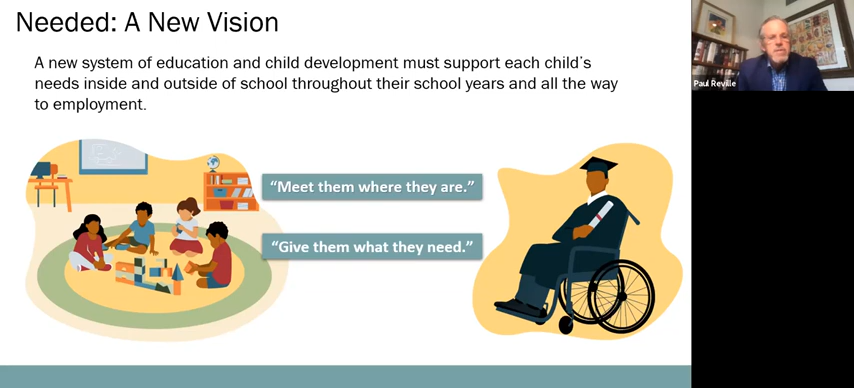 Needed: A New Vision
A new system of education and child development must support each child's
needs inside and outside of school throughout their school years and all the way
to employment.
"Meet them where they are."
"Give them what they need."
Paul Reville